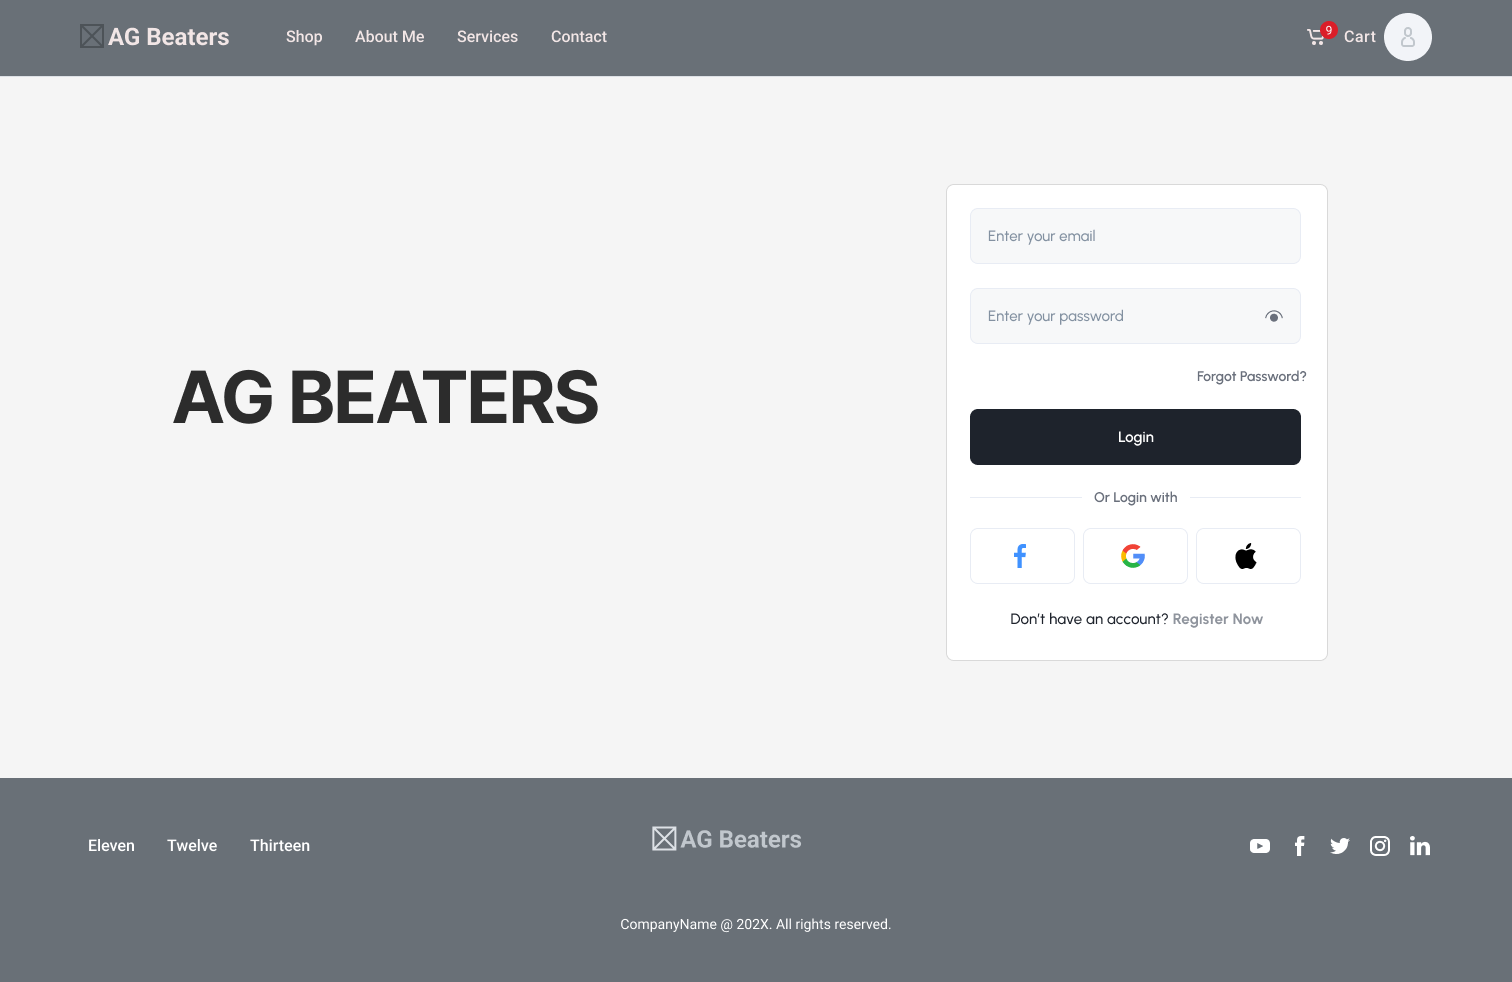 AG Beaters
Shop
About Me
Services
Contact
9
Cart
Enter your email
Enter your password
AG BEATERS
Forgot Password?
Login
Or Login with
Don't have an account? Register Now
Eleven
Twelve
Thirteen
AG Beaters
CompanyName @ 202X. All rights reserved.